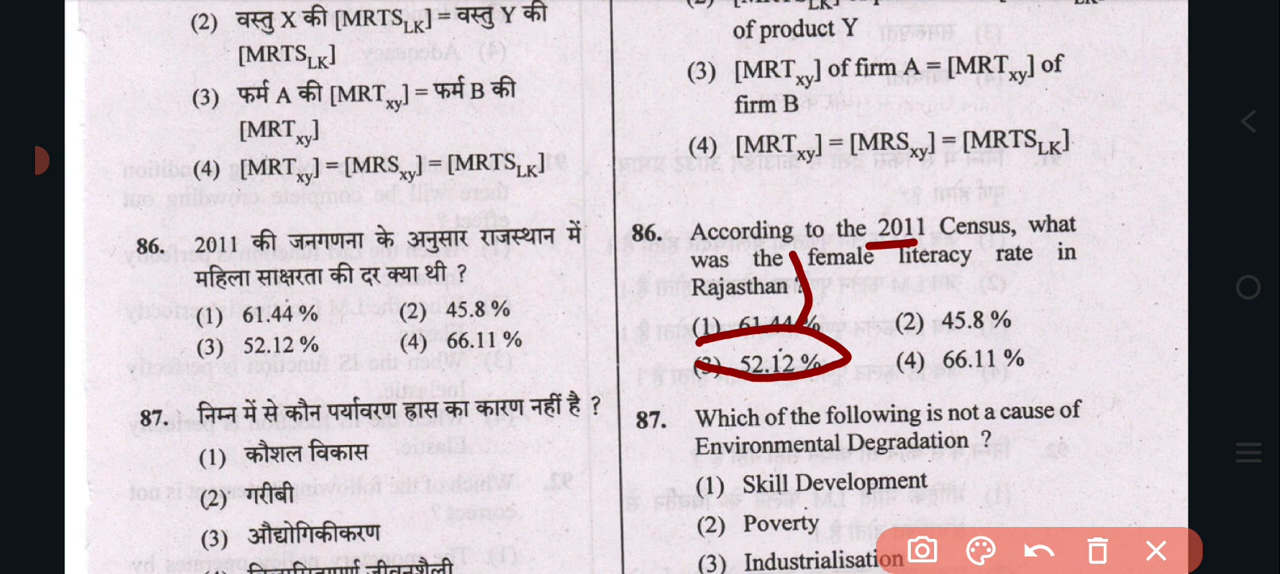 (2) वस्तु X की [MRTS_LK] = वस्तु Y की
[MRTS_LK]
(3) फर्म A की [MRT_xy] = फर्म B की
[MRT_xy]
(4) [MRT_xy] = [MRS_xy] = [MRTS_LK]
86. 2011 की जनगणना के अनुसार राजस्थान में
महिला साक्षरता की दर क्या थी ?
(1) 61.44 % (2) 45.8 %
(3) 52.12 % (4) 66.11 %
87. निम्न में से कौन पर्यावरण ह्रास का कारण नहीं है ?
(1) कौशल विकास
(2) गरीबी
(3) औद्योगिकीकरण
of product Y
(3) [MRT_xy] of firm A = [MRT_xy] of
firm B
(4) [MRT_xy] = [MRS_xy] = [MRTS_LK]
86. According to the 2011 Census, what
was the female literacy rate in
Rajasthan ?
(1) 61.44 % (2) 45.8 %
(3) 52.12 % (4) 66.11 %
87. Which of the following is not a cause of
Environmental Degradation ?
(1) Skill Development
(2) Poverty
(3) Industrialisation